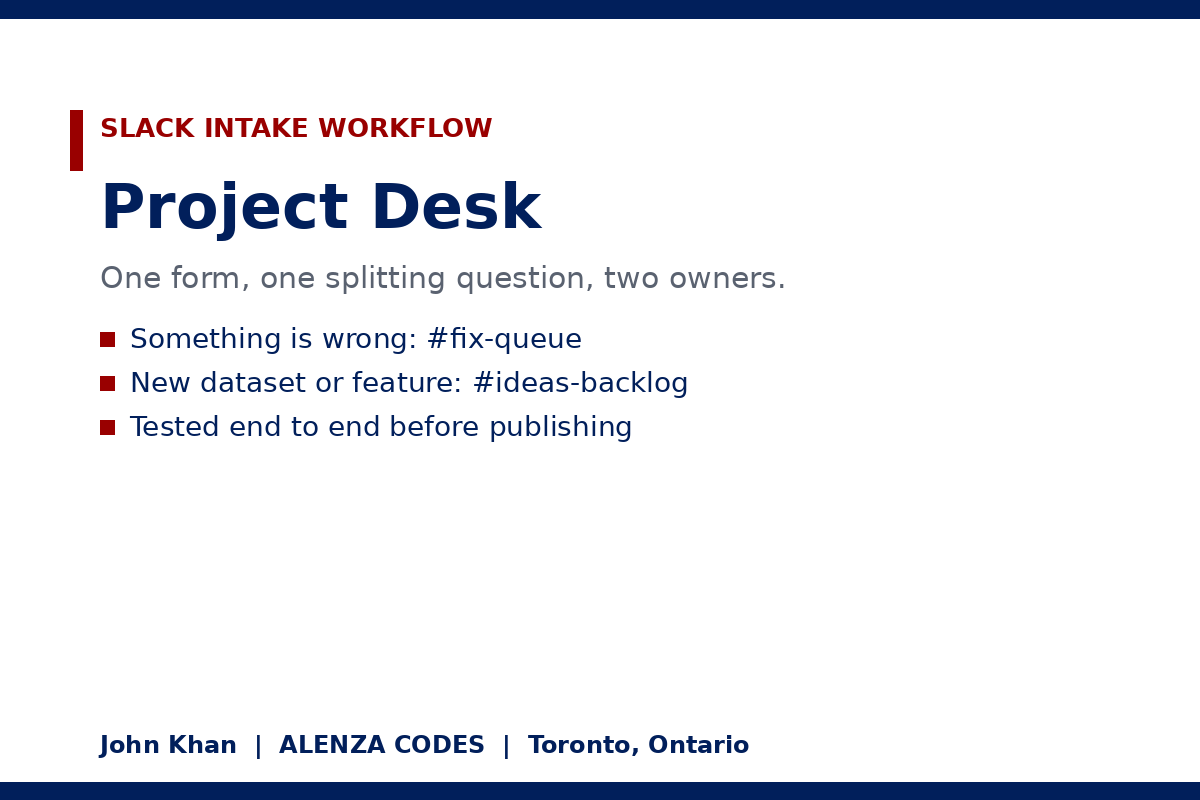 SLACK INTAKE WORKFLOW
Project Desk
One form, one splitting question, two owners.
Something is wrong: #fix-queue
New dataset or feature: #ideas-backlog
Tested end to end before publishing
John Khan | ALENZA CODES | Toronto, Ontario